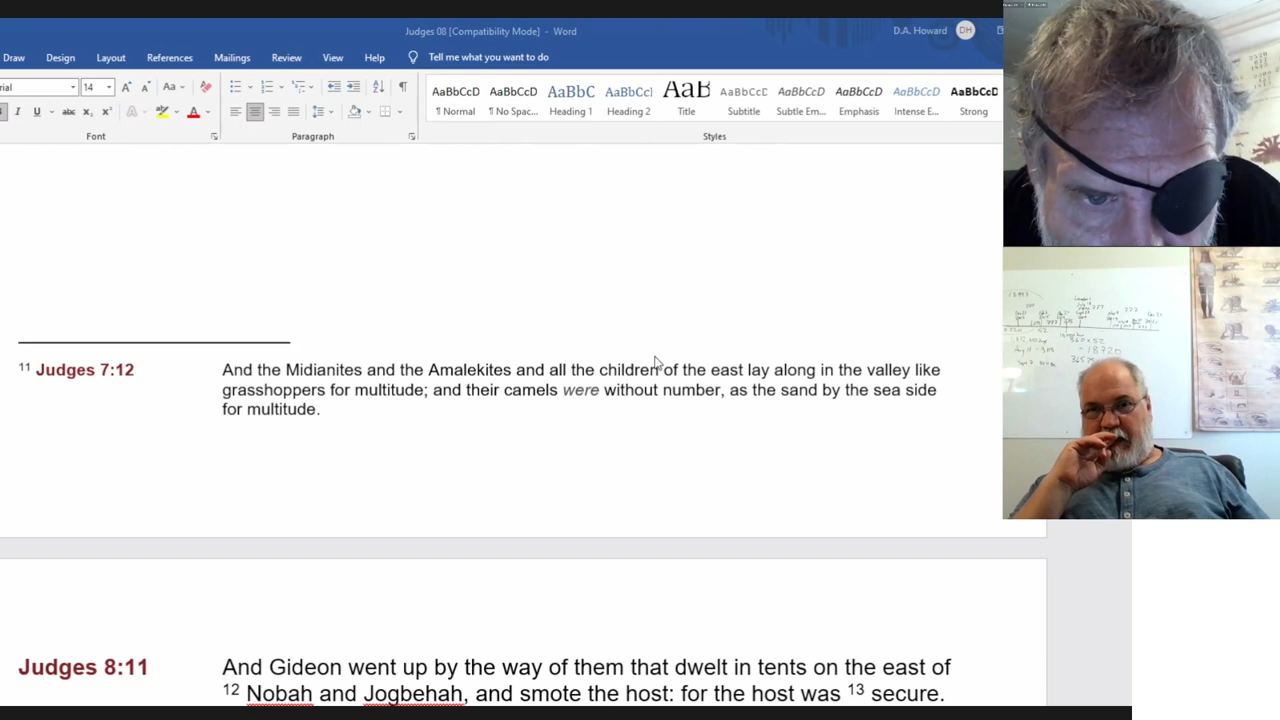 Judges 08 [Compatibility Mode] - Word
D.A. Howard
DH
Draw
Design
Layout
References
Mailings
Review
View
Help
Tell me what you want to do
rial
14
Aa
AaBbCcD
AaBbCcD
AaBbC
AaBbCcl
AaB
AaBbCcC
AaBbCcD
AaBbCcD
AaBbCcD
AaBbCcD
¶ Normal
¶ No Spac...
Heading 1
Heading 2
Title
Subtitle
Subtle Em...
Emphasis
Intense E...
Strong
Font
Paragraph
Styles
11 Judges 7:12
And the Midianites and the Amalekites and all the children of the east lay along in the valley like
grasshoppers for multitude; and their camels were without number, as the sand by the sea side
for multitude.
Judges 8:11
And Gideon went up by the way of them that dwelt in tents on the east of
12 Nobah and Jogbehah, and smote the host: for the host was 13 secure.
18720